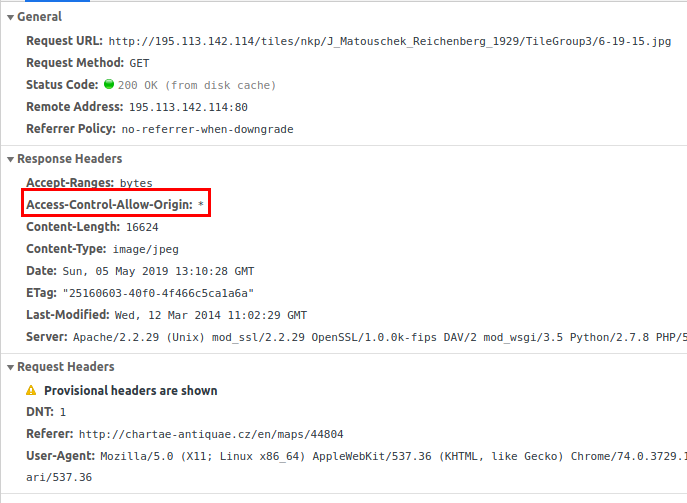 General
Request URL: http://195.113.142.114/tiles/nkp/J_Matouschek_Reichenberg_1929/TileGroup3/6-19-15.jpg
Request Method: GET
Status Code: 200 OK (from disk cache)
Remote Address: 195.113.142.114:80
Referrer Policy: no-referrer-when-downgrade
Response Headers
Accept-Ranges: bytes
Access-Control-Allow-Origin: *
Content-Length: 16624
Content-Type: image/jpeg
Date: Sun, 05 May 2019 13:10:28 GMT
ETag: "25160603-40f0-4f466c5ca1a6a"
Last-Modified: Wed, 12 Mar 2014 11:02:29 GMT
Server: Apache/2.2.29 (Unix) mod_ssl/2.2.29 OpenSSL/1.0.0k-fips DAV/2 mod_wsgi/3.5 Python/2.7.8 PHP/5
Request Headers
Provisional headers are shown
DNT: 1
Referer: http://chartae-antiquae.cz/en/maps/44804
User-Agent: Mozilla/5.0 (X11; Linux x86_64) AppleWebKit/537.36 (KHTML, like Gecko) Chrome/74.0.3729.1
ari/537.36